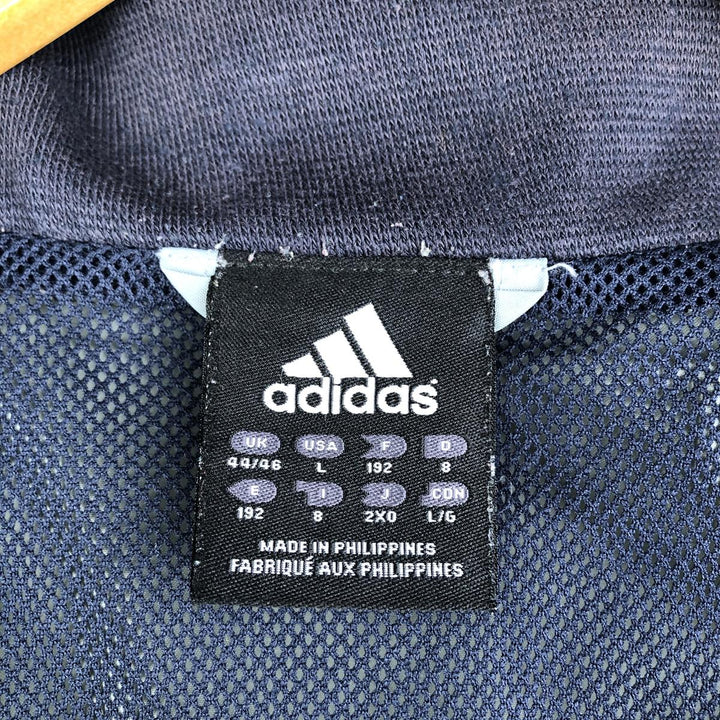 adidas
UK USA F D
44/46 L 192 8
E I J CDN
192 8 2XO L/G
MADE IN PHILIPPINES
FABRIQUÉ AUX PHILIPPINES